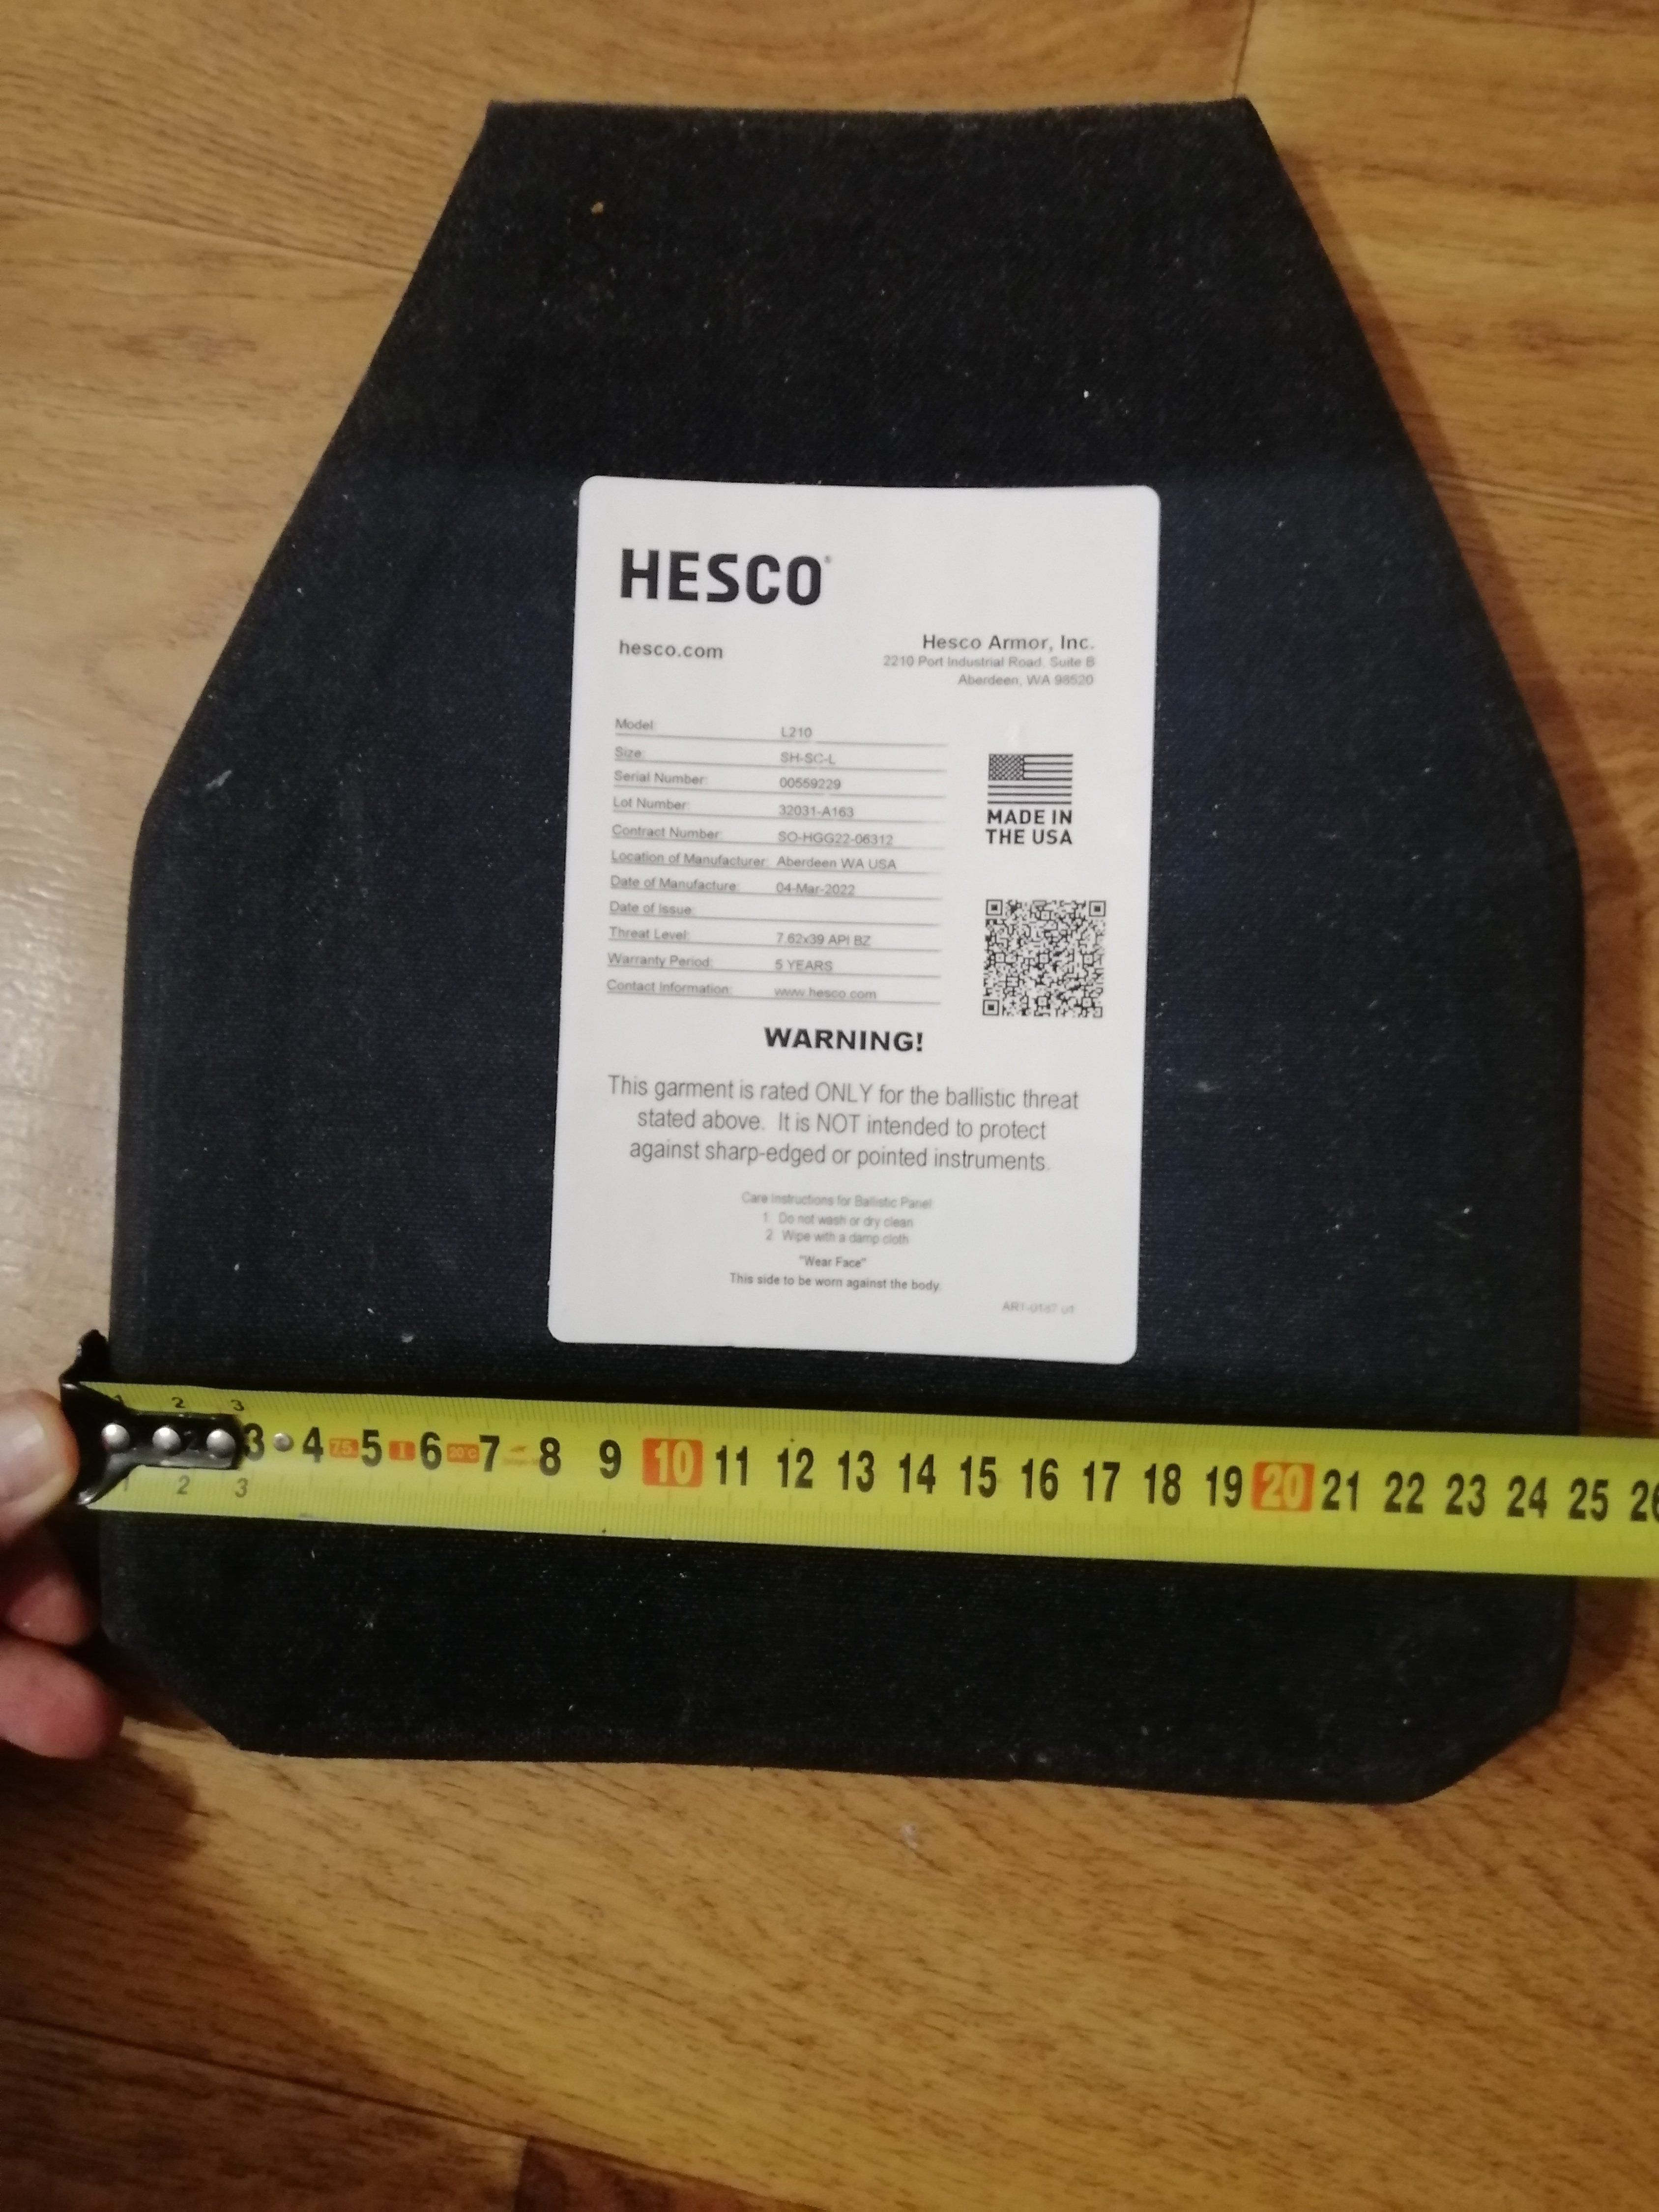 HESCO®
hesco.com
Hesco Armor, Inc.
2210 Port Industrial Road, Suite B
Aberdeen, WA 98520
Model: L210
Size: SH-SC-L
Serial Number: 00559229
Lot Number: 32031-A163
Contract Number: SO-HGG22-06312
Location of Manufacturer: Aberdeen WA USA
Date of Manufacture: 04-Mar-2022
Date of Issue:
Threat Level: 7.62x39 API BZ
Warranty Period: 5 YEARS
Contact Information: www.hesco.com
MADE IN
THE USA
WARNING!
This garment is rated ONLY for the ballistic threat
stated above. It is NOT intended to protect
against sharp-edged or pointed instruments.
Care Instructions for Ballistic Panel
1. Do not wash or dry clean
2. Wipe with a damp cloth
"Wear Face"
This side to be worn against the body.
1 2 3
3 4 7.5 5 I 6 20°C 7 8 9 10 11 12 13 14 15 16 17 18 19 20 21 22 23 24 25 26
1 2 3